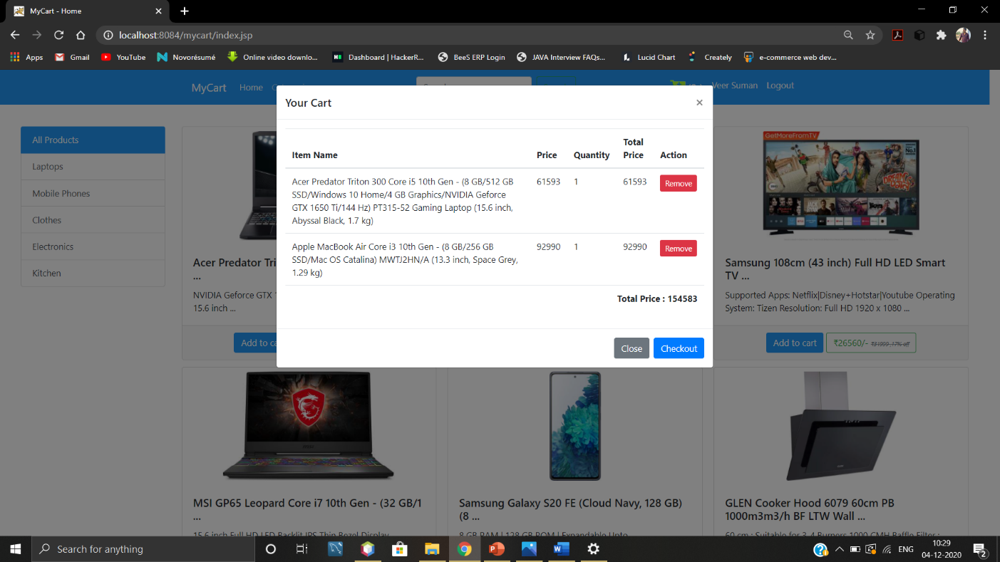 MyCart - Home
localhost:8084/mycart/index.jsp
Apps
Gmail
YouTube
Novorésumé
Online video downlo...
Dashboard | HackerR...
BeeS ERP Login
JAVA Interview FAQs...
Lucid Chart
Creately
e-commerce web dev...
MyCart
Home
Veer Suman
Logout
Your Cart
×
Item Name
Price
Quantity
Total
Price
Action
Acer Predator Triton 300 Core i5 10th Gen - (8 GB/512 GB
SSD/Windows 10 Home/4 GB Graphics/NVIDIA Geforce
GTX 1650 Ti/144 Hz) PT315-52 Gaming Laptop (15.6 inch,
Abyssal Black, 1.7 kg)
61593
1
61593
Remove
Apple MacBook Air Core i3 10th Gen - (8 GB/256 GB
SSD/Mac OS Catalina) MWTJ2HN/A (13.3 inch, Space Grey,
1.29 kg)
92990
1
92990
Remove
Total Price : 154583
Close
Checkout
All Products
Laptops
Mobile Phones
Clothes
Electronics
Kitchen
Acer Predator Tri
...
NVIDIA Geforce GTX
15.6 inch ...
Add to ca
GetMoreFromTV
Samsung 108cm (43 inch) Full HD LED Smart
TV ...
Supported Apps: Netflix|Disney+Hotstar|Youtube Operating
System: Tizen Resolution: Full HD 1920 x 1080 ...
Add to cart
₹26560/- ₹31999 ,17% off
MSI GP65 Leopard Core i7 10th Gen - (32 GB/1
...
15.6 inch Full HD LED Backlit IPS Thin Bezel Display
Samsung Galaxy S20 FE (Cloud Navy, 128 GB)
(8 ...
8 GB RAM | 128 GB ROM | Expandable Upto
GLEN Cooker Hood 6079 60cm PB
1000m3m3/h BF LTW Wall ...
60 cm : Suitable for 3-4 Burners 1000 CMH Baffle Filter :
Search for anything
ENG
10:29
04-12-2020
2